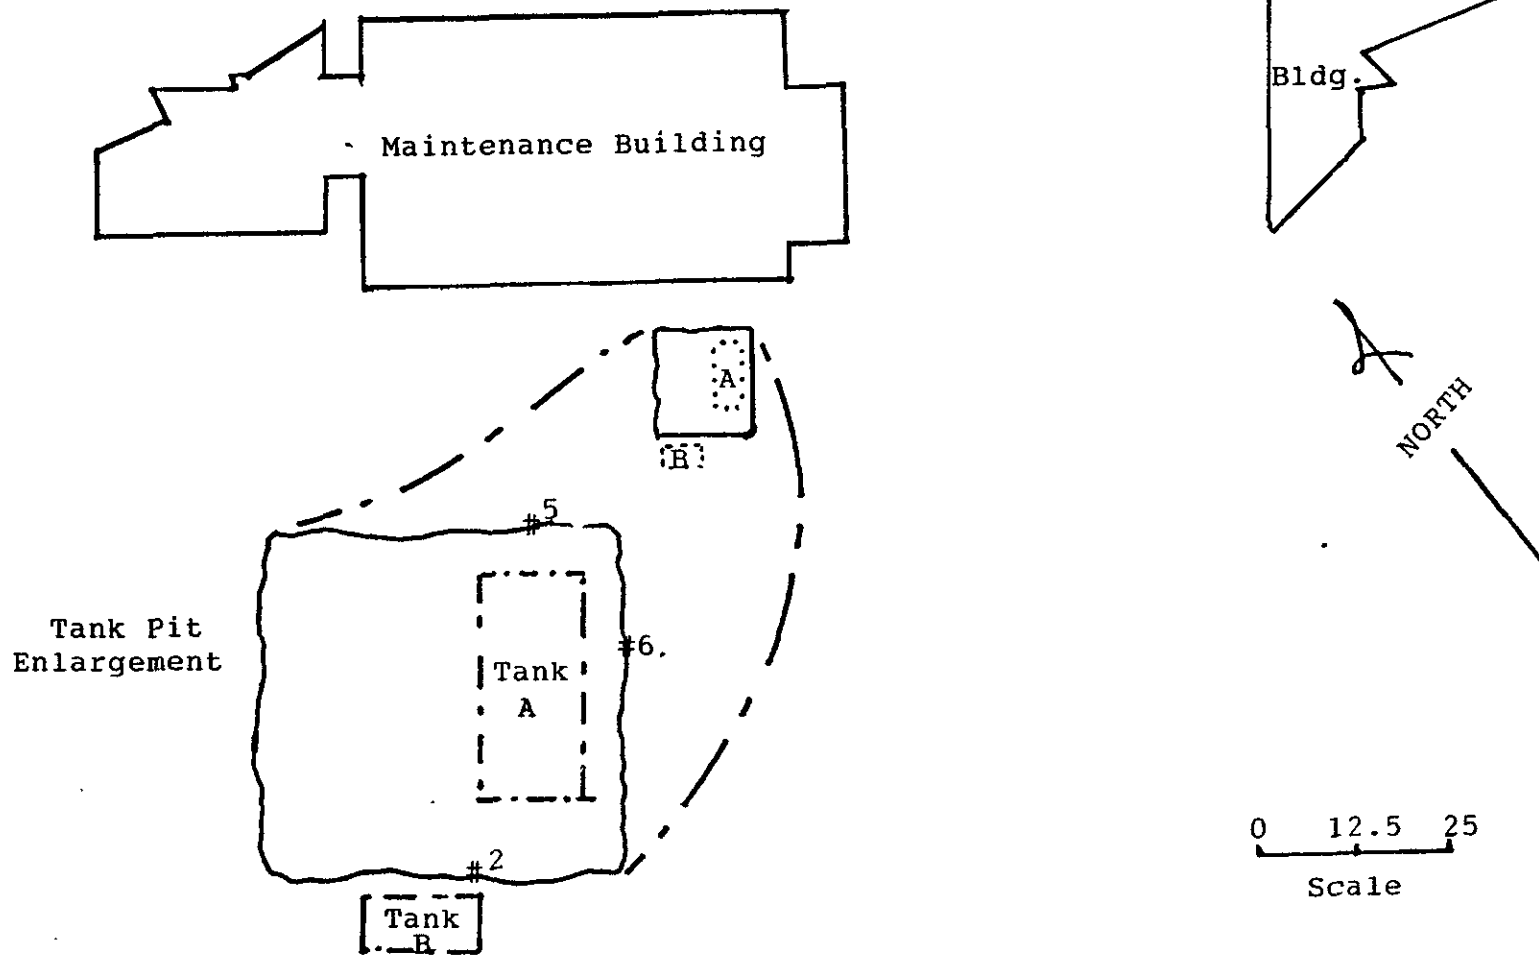 Bldg.
Maintenance Building
A
B
NORTH
#5
Tank Pit
Enlargement
#6.
Tank
A
0 12.5 25
Scale
#2
Tank
B